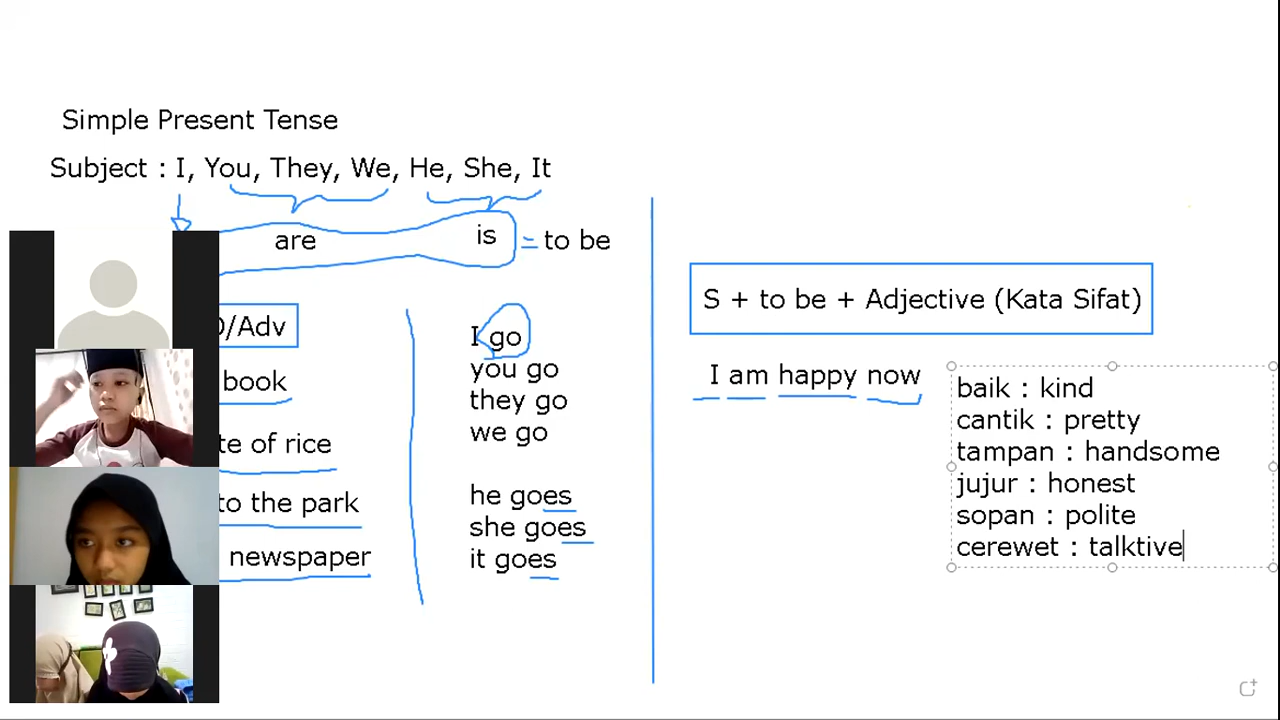 Simple Present Tense
Subject : I, You, They, We, He, She, It
are is = to be
O/Adv
book
te of rice
to the park
newspaper
I go
you go
they go
we go
he goes
she goes
it goes
S + to be + Adjective (Kata Sifat)
I am happy now
baik : kind
cantik : pretty
tampan : handsome
jujur : honest
sopan : polite
cerewet : talktive